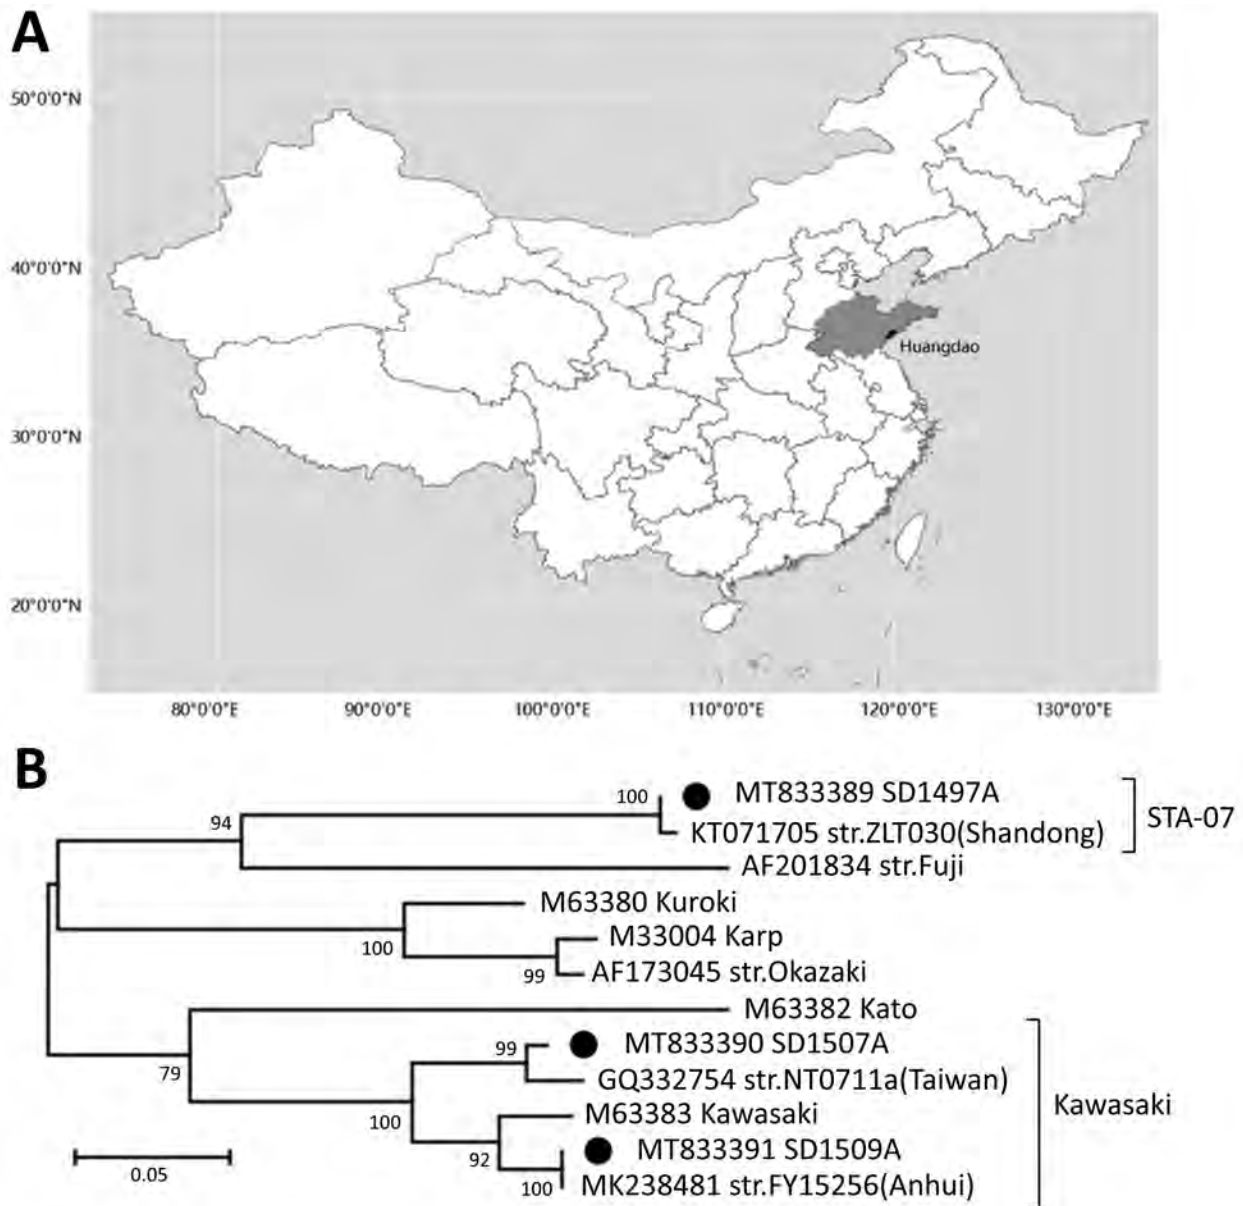 A
50°0'0"N
40°0'0"N
30°0'0"N
20°0'0"N
Huangdao
80°0'0"E 90°0'0"E 100°0'0"E 110°0'0"E 120°0'0"E 130°0'0"E
B
100 MT833389 SD1497A
KT071705 str.ZLT030(Shandong)
STA-07
94
AF201834 str.Fuji
M63380 Kuroki
100
M33004 Karp
99 AF173045 str.Okazaki
M63382 Kato
99 MT833390 SD1507A
79
GQ332754 str.NT0711a(Taiwan)
Kawasaki
100
M63383 Kawasaki
92 MT833391 SD1509A
100 MK238481 str.FY15256(Anhui)
0.05